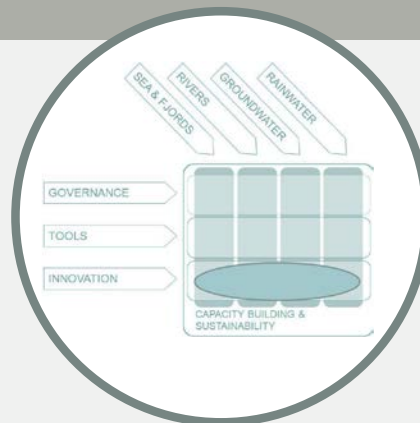 SEA & FJORDS
RIVERS
GROUNDWATER
RAINWATER
GOVERNANCE
TOOLS
INNOVATION
CAPACITY BUILDING &
SUSTAINABILITY